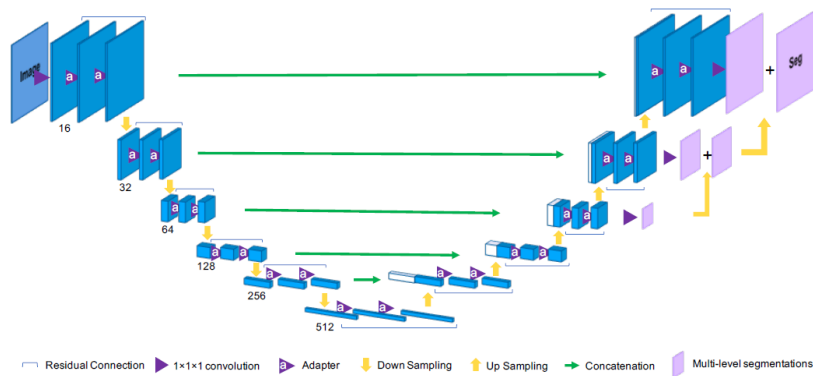 Image
a
a
+
Seg
16
a
a
a
a
+
32
a
a
a
a
64
a
a
a
a
128
a
a
a
a
256
a
a
512
Residual Connection
1×1×1 convolution
a Adapter
Down Sampling
Up Sampling
Concatenation
Multi-level segmentations